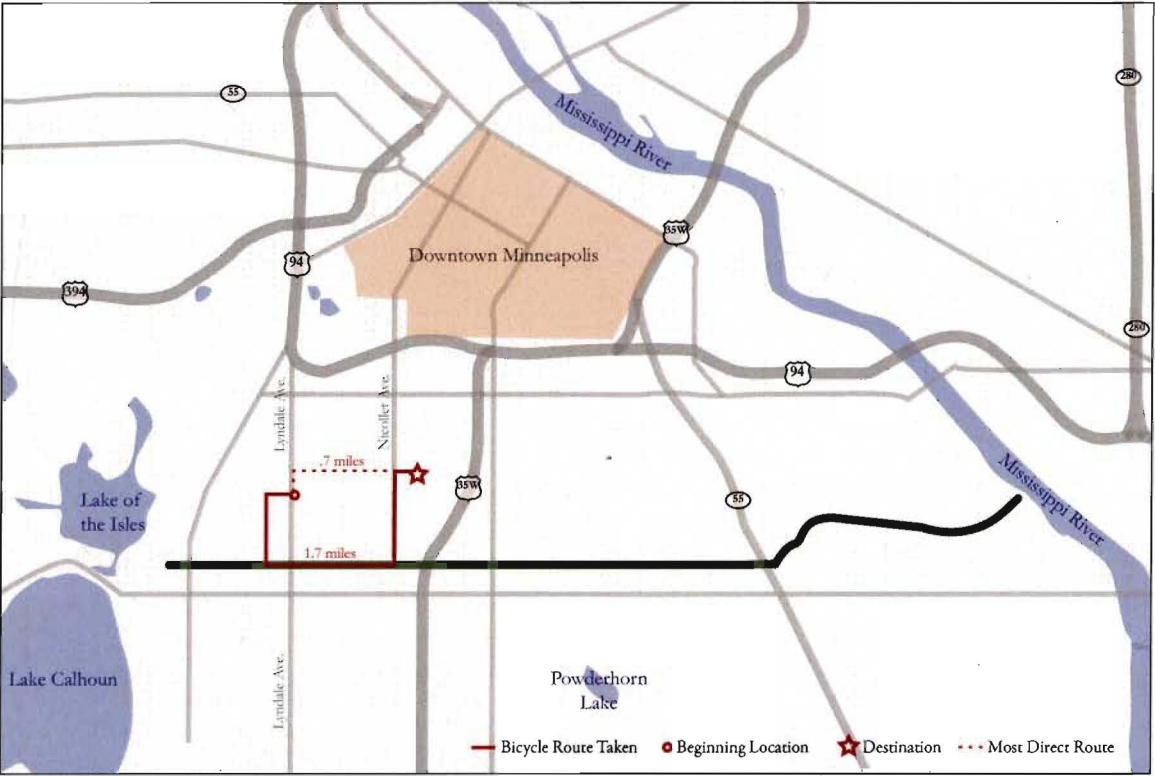 280
55
Mississippi River
35W
Downtown Minneapolis
94
394
280
94
Lyndale Ave.
Nicollet Ave.
.7 miles
35W
55
Lake of
the Isles
Mississippi River
1.7 miles
Lake Calhoun
Lyndale Ave.
Powderhorn
Lake
Bicycle Route Taken
Beginning Location
Destination
Most Direct Route